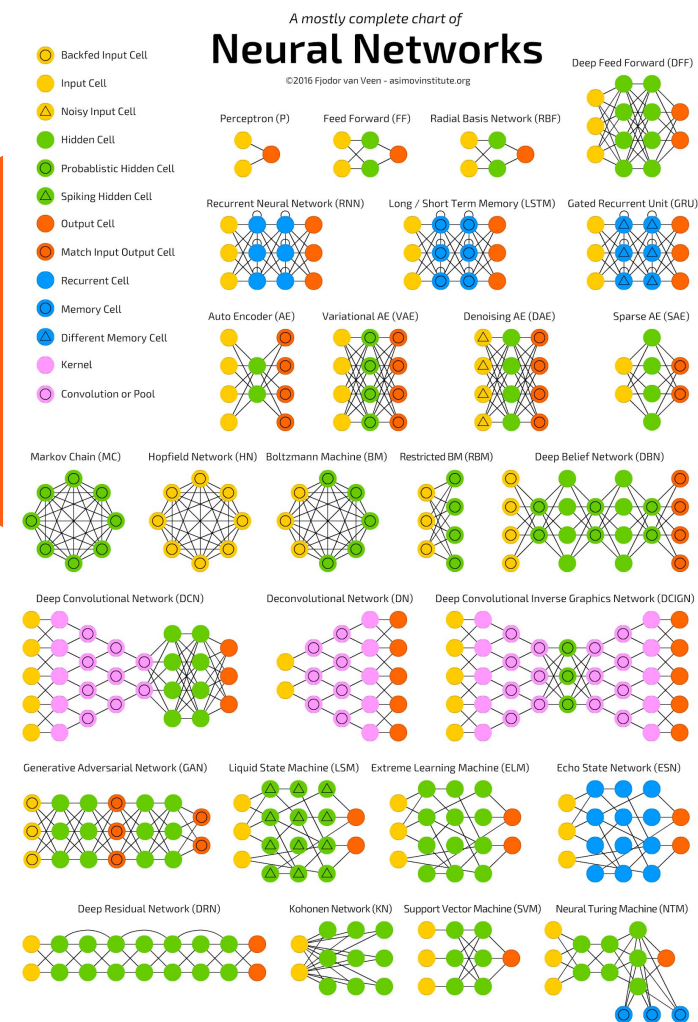 A mostly complete chart of
Neural Networks
©2016 Fjodor van Veen - asimovinstitute.org
Backfed Input Cell
Input Cell
Noisy Input Cell
Hidden Cell
Probablistic Hidden Cell
Spiking Hidden Cell
Output Cell
Match Input Output Cell
Recurrent Cell
Memory Cell
Different Memory Cell
Kernel
Convolution or Pool
Deep Feed Forward (DFF)
Perceptron (P)
Feed Forward (FF)
Radial Basis Network (RBF)
Recurrent Neural Network (RNN)
Long / Short Term Memory (LSTM)
Gated Recurrent Unit (GRU)
Auto Encoder (AE)
Variational AE (VAE)
Denoising AE (DAE)
Sparse AE (SAE)
Markov Chain (MC)
Hopfield Network (HN)
Boltzmann Machine (BM)
Restricted BM (RBM)
Deep Belief Network (DBN)
Deep Convolutional Network (DCN)
Deconvolutional Network (DN)
Deep Convolutional Inverse Graphics Network (DCIGN)
Generative Adversarial Network (GAN)
Liquid State Machine (LSM)
Extreme Learning Machine (ELM)
Echo State Network (ESN)
Deep Residual Network (DRN)
Kohonen Network (KN)
Support Vector Machine (SVM)
Neural Turing Machine (NTM)